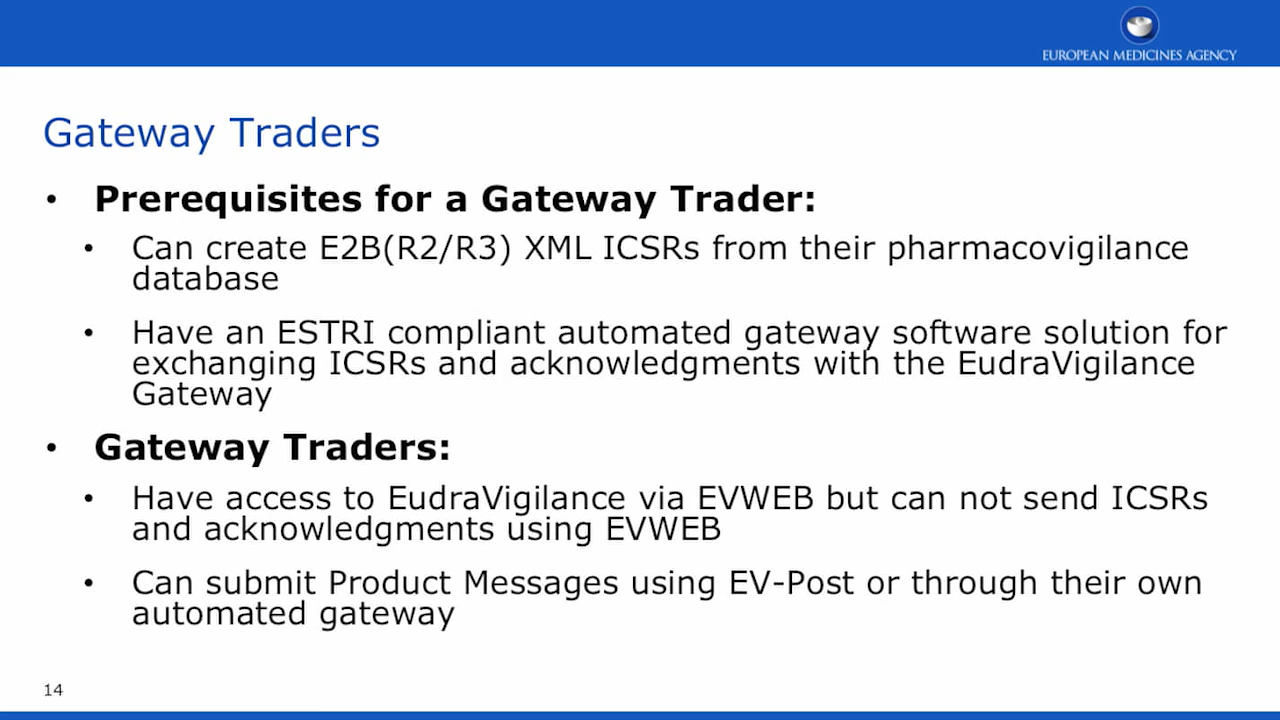 EUROPEAN MEDICINES AGENCY
Gateway Traders
• Prerequisites for a Gateway Trader:
• Can create E2B(R2/R3) XML ICSRs from their pharmacovigilance
database
• Have an ESTRI compliant automated gateway software solution for
exchanging ICSRs and acknowledgments with the EudraVigilance
Gateway
• Gateway Traders:
• Have access to EudraVigilance via EVWEB but can not send ICSRs
and acknowledgments using EVWEB
• Can submit Product Messages using EV-Post or through their own
automated gateway
14